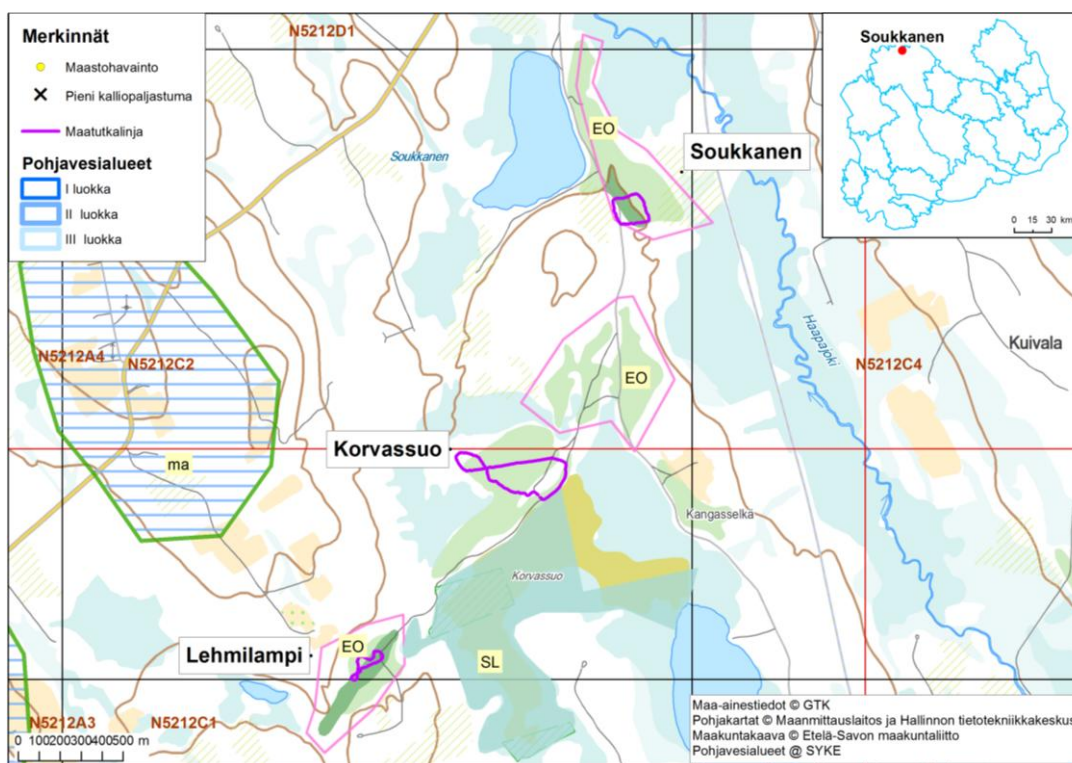 Merkinnät
Maastohavainto
Pieni kalliopaljastuma
Maatutkalinja
Pohjavesialueet
I luokka
II luokka
III luokka
N5212D1
Soukkanen
EO
Soukkanen
Soukkanen
0 15 30 km
Haapajoki
Kuivala
N5212A4
N5212C2
N5212C4
EO
ma
Korvassuo
Kangasselkä
Korvassuo
Lehmilampi
EO
SL
N5212A3
N5212C1
0 100200300400500 m
Maa-ainestiedot © GTK
Pohjakartat © Maanmittauslaitos ja Hallinnon tietotekniikkakeskus
Maakuntakaava © Etelä-Savon maakuntaliitto
Pohjavesialueet @ SYKE